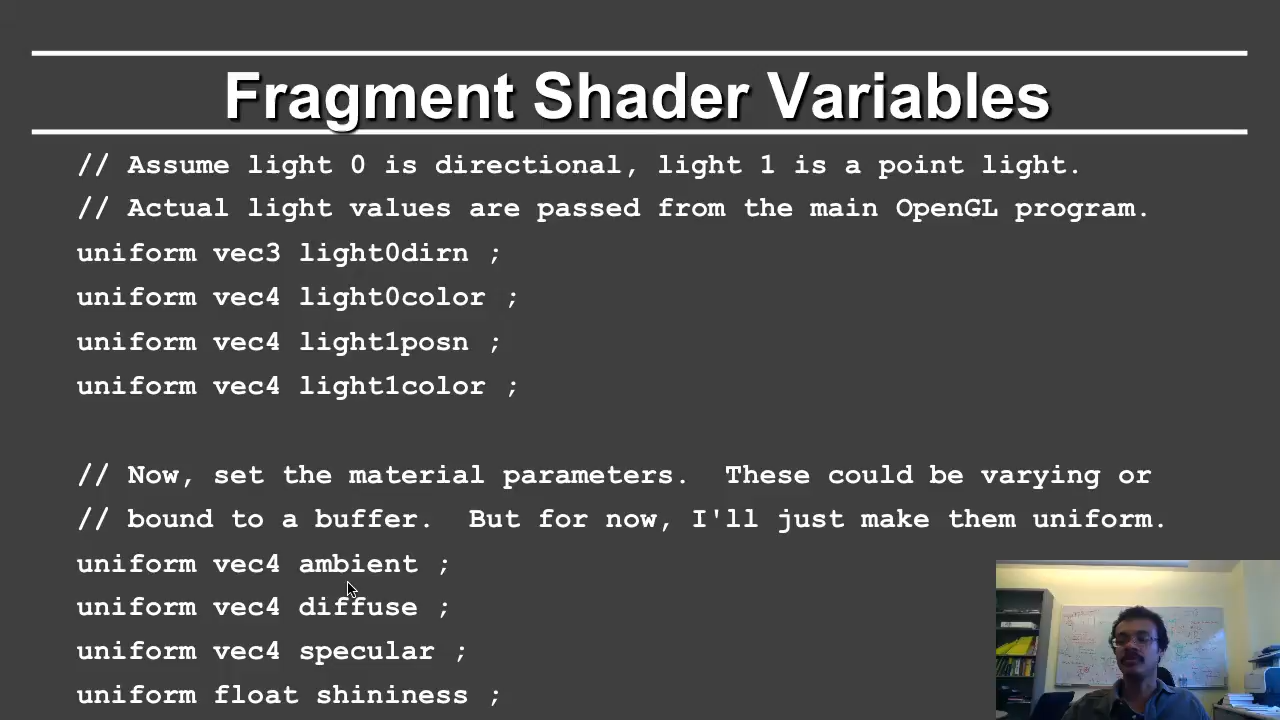 Fragment Shader Variables
// Assume light 0 is directional, light 1 is a point light.
// Actual light values are passed from the main OpenGL program.
uniform vec3 light0dirn ;
uniform vec4 light0color ;
uniform vec4 light1posn ;
uniform vec4 light1color ;
// Now, set the material parameters.  These could be varying or
// bound to a buffer.  But for now, I'll just make them uniform.
uniform vec4 ambient ;
uniform vec4 diffuse ;
uniform vec4 specular ;
uniform float shininess ;